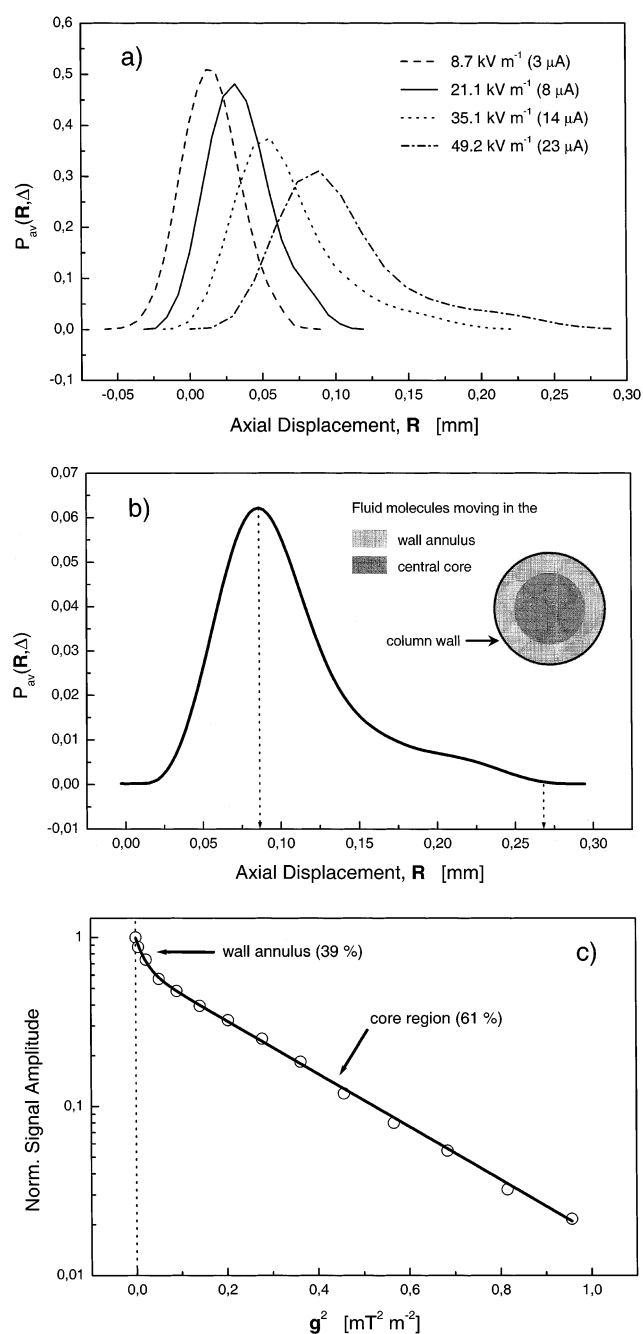 a)
8.7 kV m⁻¹ (3 μA)
21.1 kV m⁻¹ (8 μA)
35.1 kV m⁻¹ (14 μA)
49.2 kV m⁻¹ (23 μA)
0,6
0,5
0,4
0,3
0,2
0,1
0,0
-0,1
P_av(R,Δ)
-0,05 0,00 0,05 0,10 0,15 0,20 0,25 0,30
Axial Displacement, R [mm]
b)
Fluid molecules moving in the
wall annulus
central core
column wall
0,07
0,06
0,05
0,04
0,03
0,02
0,01
0,00
-0,01
P_av(R,Δ)
0,00 0,05 0,10 0,15 0,20 0,25 0,30
Axial Displacement, R [mm]
c)
wall annulus (39 %)
core region (61 %)
1
0,1
0,01
Norm. Signal Amplitude
0,0 0,2 0,4 0,6 0,8 1,0
g² [mT² m⁻²]